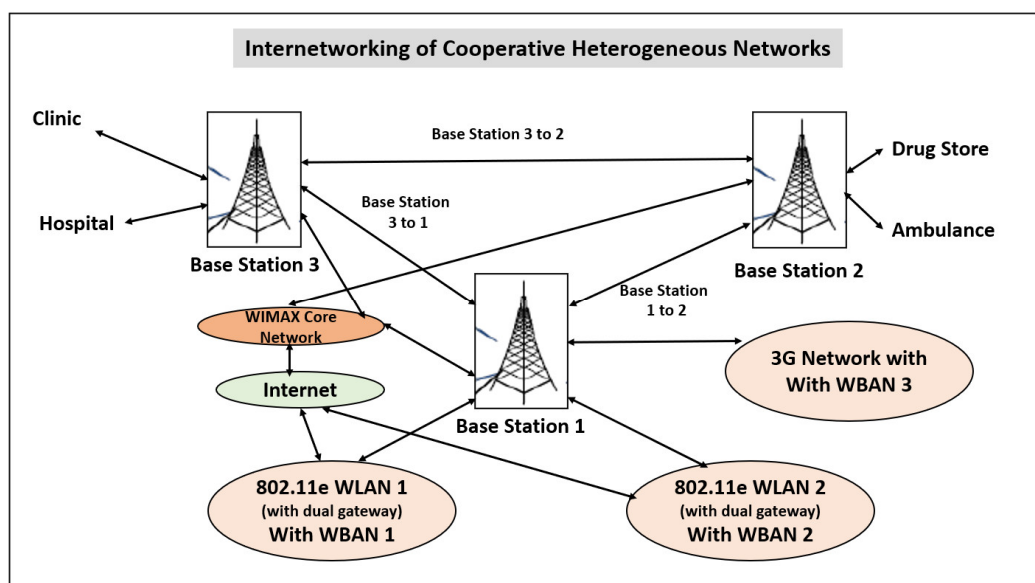 Internetworking of Cooperative Heterogeneous Networks
Clinic
Hospital
Base Station 3
Base Station 3 to 2
Base Station
3 to 1
Drug Store
Ambulance
Base Station 2
Base Station
1 to 2
WIMAX Core
Network
Internet
Base Station 1
3G Network with
With WBAN 3
802.11e WLAN 1
(with dual gateway)
With WBAN 1
802.11e WLAN 2
(with dual gateway)
With WBAN 2